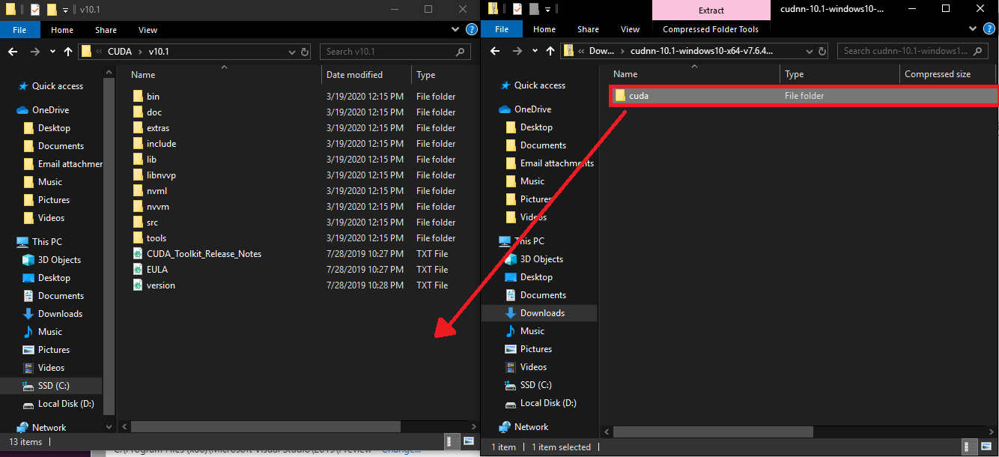 v10.1
File Home Share View
CUDA v10.1
Search v10.1
Quick access
OneDrive
Desktop
Documents
Email attachmen
Music
Pictures
Videos
This PC
3D Objects
Desktop
Documents
Downloads
Music
Pictures
Videos
SSD (C:)
Local Disk (D:)
Network
Name Date modified Type
bin 3/19/2020 12:15 PM File folder
doc 3/19/2020 12:15 PM File folder
extras 3/19/2020 12:15 PM File folder
include 3/19/2020 12:15 PM File folder
lib 3/19/2020 12:15 PM File folder
libnvvp 3/19/2020 12:15 PM File folder
nvml 3/19/2020 12:15 PM File folder
nvvm 3/19/2020 12:15 PM File folder
src 3/19/2020 12:15 PM File folder
tools 3/19/2020 12:15 PM File folder
CUDA_Toolkit_Release_Notes 7/28/2019 10:27 PM TXT File
EULA 7/28/2019 10:27 PM TXT File
version 7/28/2019 10:28 PM TXT File
13 items
Extract
cudnn-10.1-windows10-...
File Home Share View Compressed Folder Tools
Dow... cudnn-10.1-windows10-x64-v7.6.4...
Search cudnn-10.1-windows1...
Quick access
OneDrive
Desktop
Documents
Email attachments
Music
Pictures
Videos
This PC
3D Objects
Desktop
Documents
Downloads
Music
Pictures
Videos
SSD (C:)
Local Disk (D:)
Network
Name Type Compressed size
cuda File folder
1 item 1 item selected